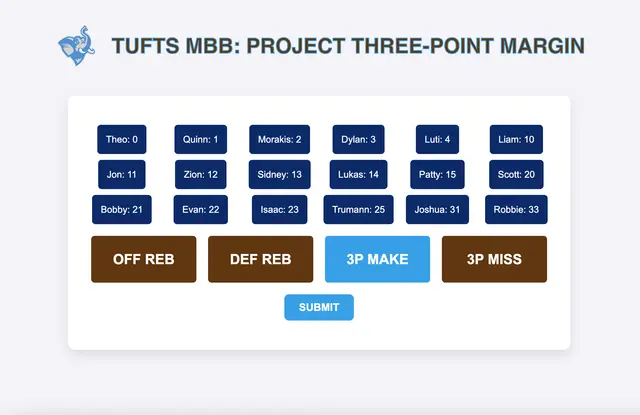 TUFTS MBB: PROJECT THREE-POINT MARGIN
Theo: 0 Quinn: 1 Morakis: 2 Dylan: 3 Luti: 4 Liam: 10
Jon: 11 Zion: 12 Sidney: 13 Lukas: 14 Patty: 15 Scott: 20
Bobby: 21 Evan: 22 Isaac: 23 Trumann: 25 Joshua: 31 Robbie: 33
OFF REB DEF REB 3P MAKE 3P MISS
SUBMIT